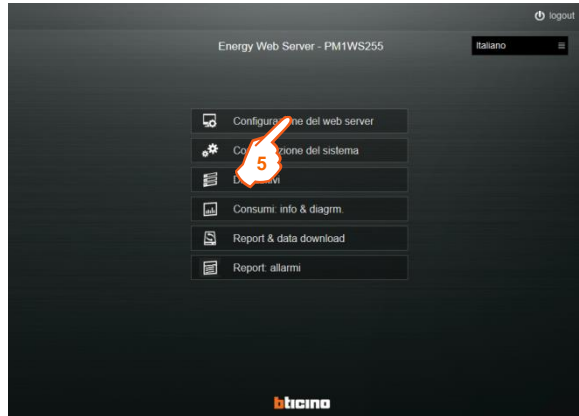 logout
Energy Web Server - PM1WS255
Italiano
Configurazione del web server
5
del sistema
Consumi: info & diagrm.
Report & data download
Report: allarmi
bticino